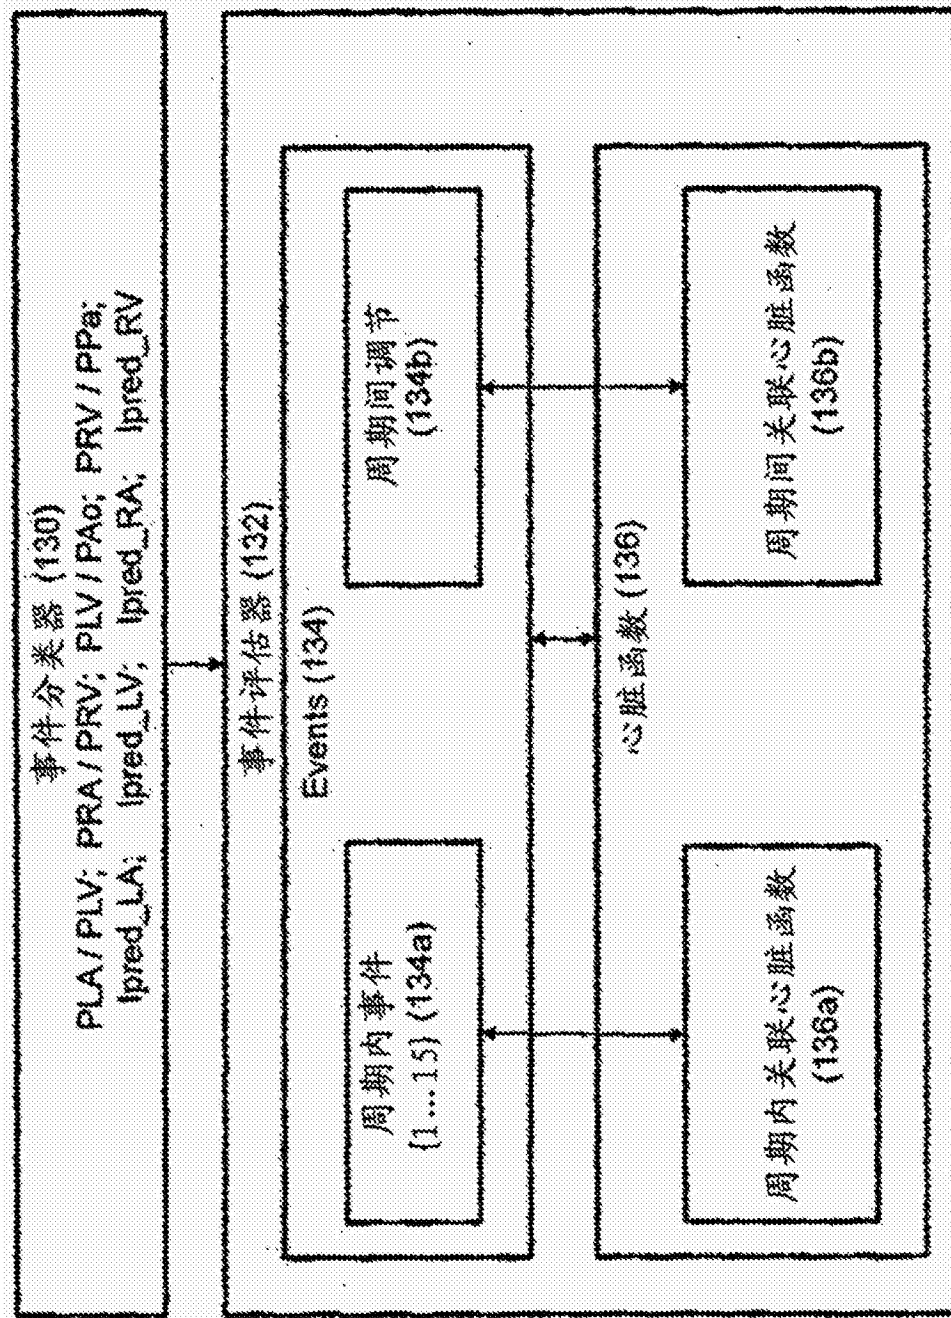 事件分类器 (130)
PLA / PLV; PRA / PRV; PLV / PAo; PRV / PPa;
Ipred_LA; Ipred_LV; Ipred_RA; Ipred_RV
事件评估器 (132)
Events (134)
周期内事件
{1...15} (134a)
周期间调节
(134b)
心脏函数 (136)
周期内关联心脏函数
(136a)
周期间关联心脏函数
(136b)